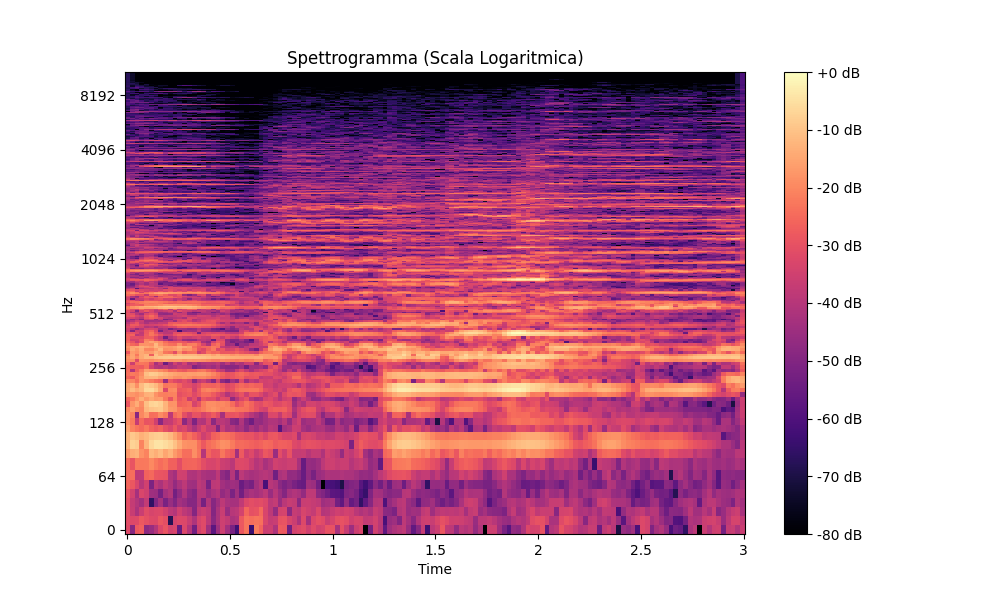 Spettrogramma (Scala Logaritmica)
Hz
8192
4096
2048
1024
512
256
128
64
0
0
0.5
1
1.5
2
2.5
3
Time
+0 dB
-10 dB
-20 dB
-30 dB
-40 dB
-50 dB
-60 dB
-70 dB
-80 dB